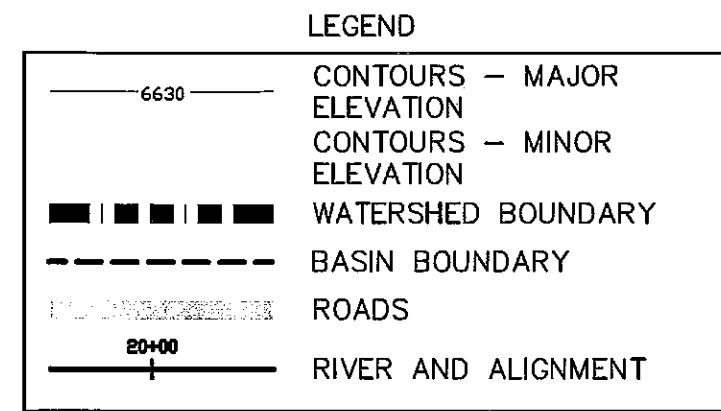 LEGEND
6630
CONTOURS — MAJOR
ELEVATION
CONTOURS — MINOR
ELEVATION
WATERSHED BOUNDARY
BASIN BOUNDARY
ROADS
20+00
RIVER AND ALIGNMENT